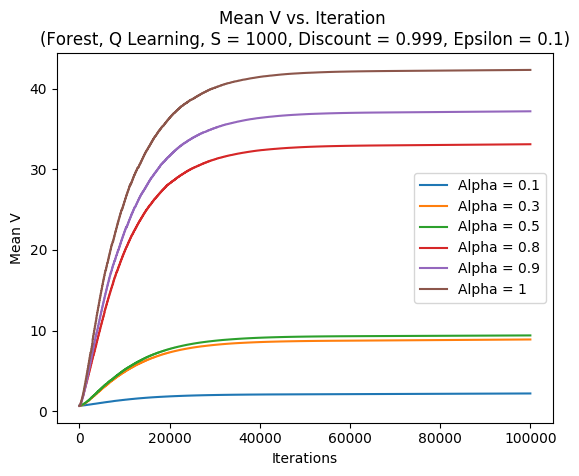 Mean V vs. Iteration
(Forest, Q Learning, S = 1000, Discount = 0.999, Epsilon = 0.1)
40
30
20
10
0
Mean V
Alpha = 0.1
Alpha = 0.3
Alpha = 0.5
Alpha = 0.8
Alpha = 0.9
Alpha = 1
0 20000 40000 60000 80000 100000
Iterations